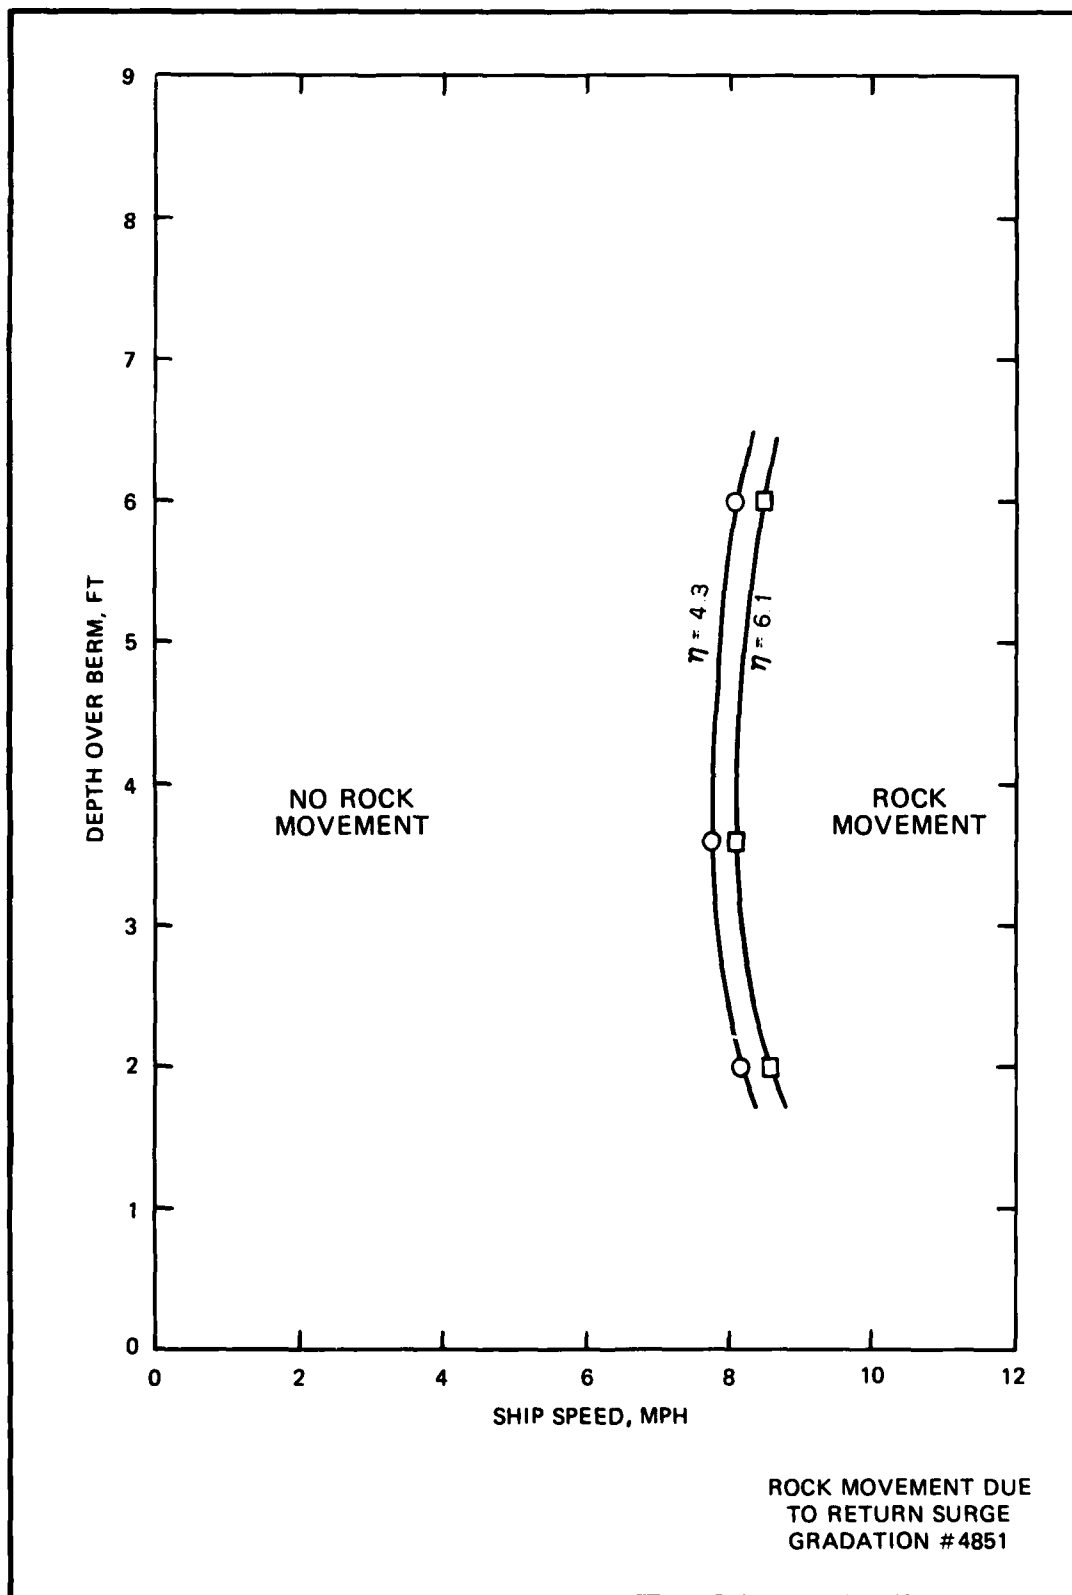 9
8
7
6
5
4
3
2
1
0
DEPTH OVER BERM, FT
NO ROCK
MOVEMENT
η = 4.3
η = 6.1
ROCK
MOVEMENT
0 2 4 6 8 10 12
SHIP SPEED, MPH
ROCK MOVEMENT DUE
TO RETURN SURGE
GRADATION #4851